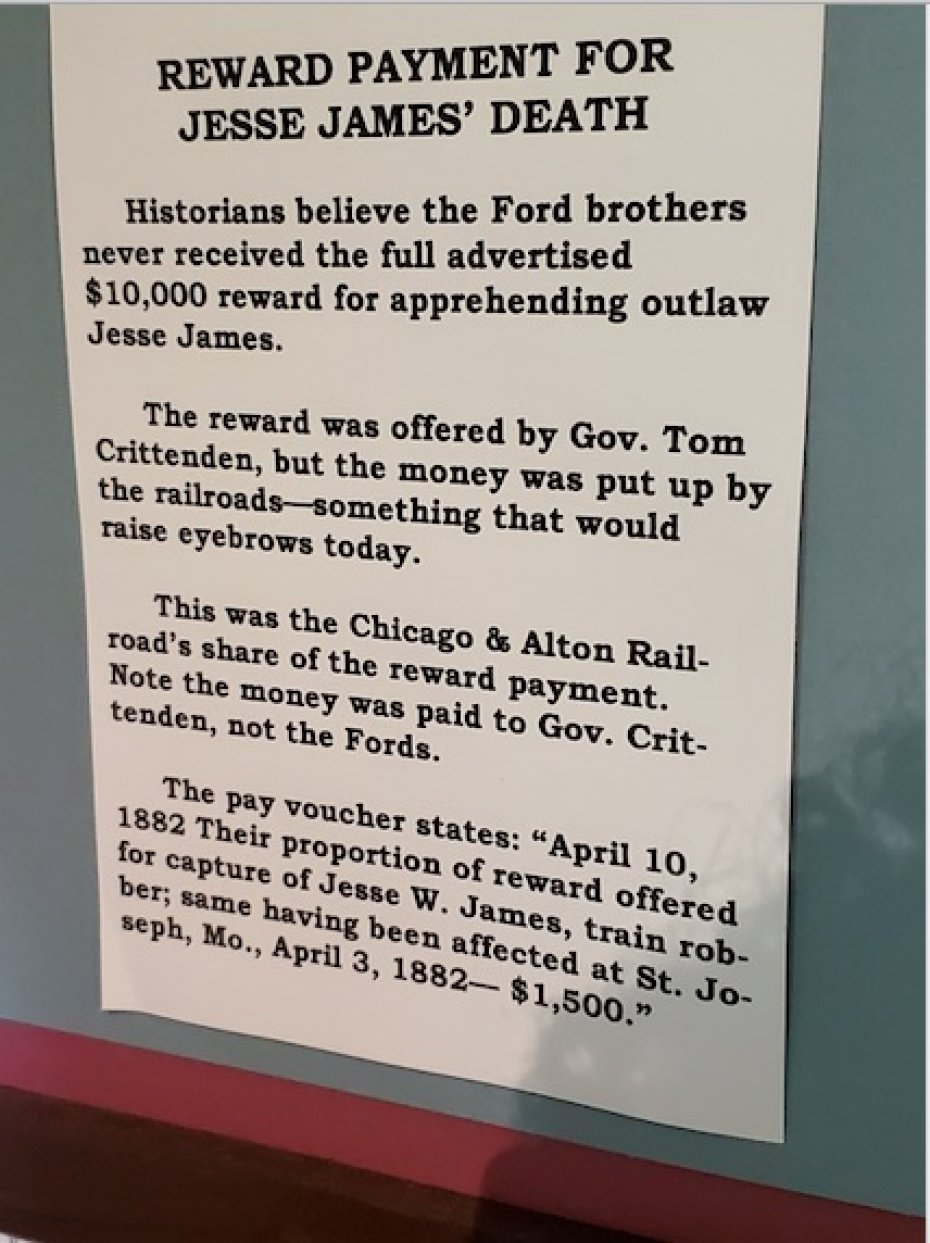 REWARD PAYMENT FOR
JESSE JAMES' DEATH
Historians believe the Ford brothers
never received the full advertised
$10,000 reward for apprehending outlaw
Jesse James.
The reward was offered by Gov. Tom
Crittenden, but the money was put up by
the railroads—something that would
raise eyebrows today.
This was the Chicago & Alton Rail-
road's share of the reward payment.
Note the money was paid to Gov. Crit-
tenden, not the Fords.
The pay voucher states: “April 10,
1882 Their proportion of reward offered
for capture of Jesse W. James, train rob-
ber; same having been affected at St. Jo-
seph, Mo., April 3, 1882— $1,500.”